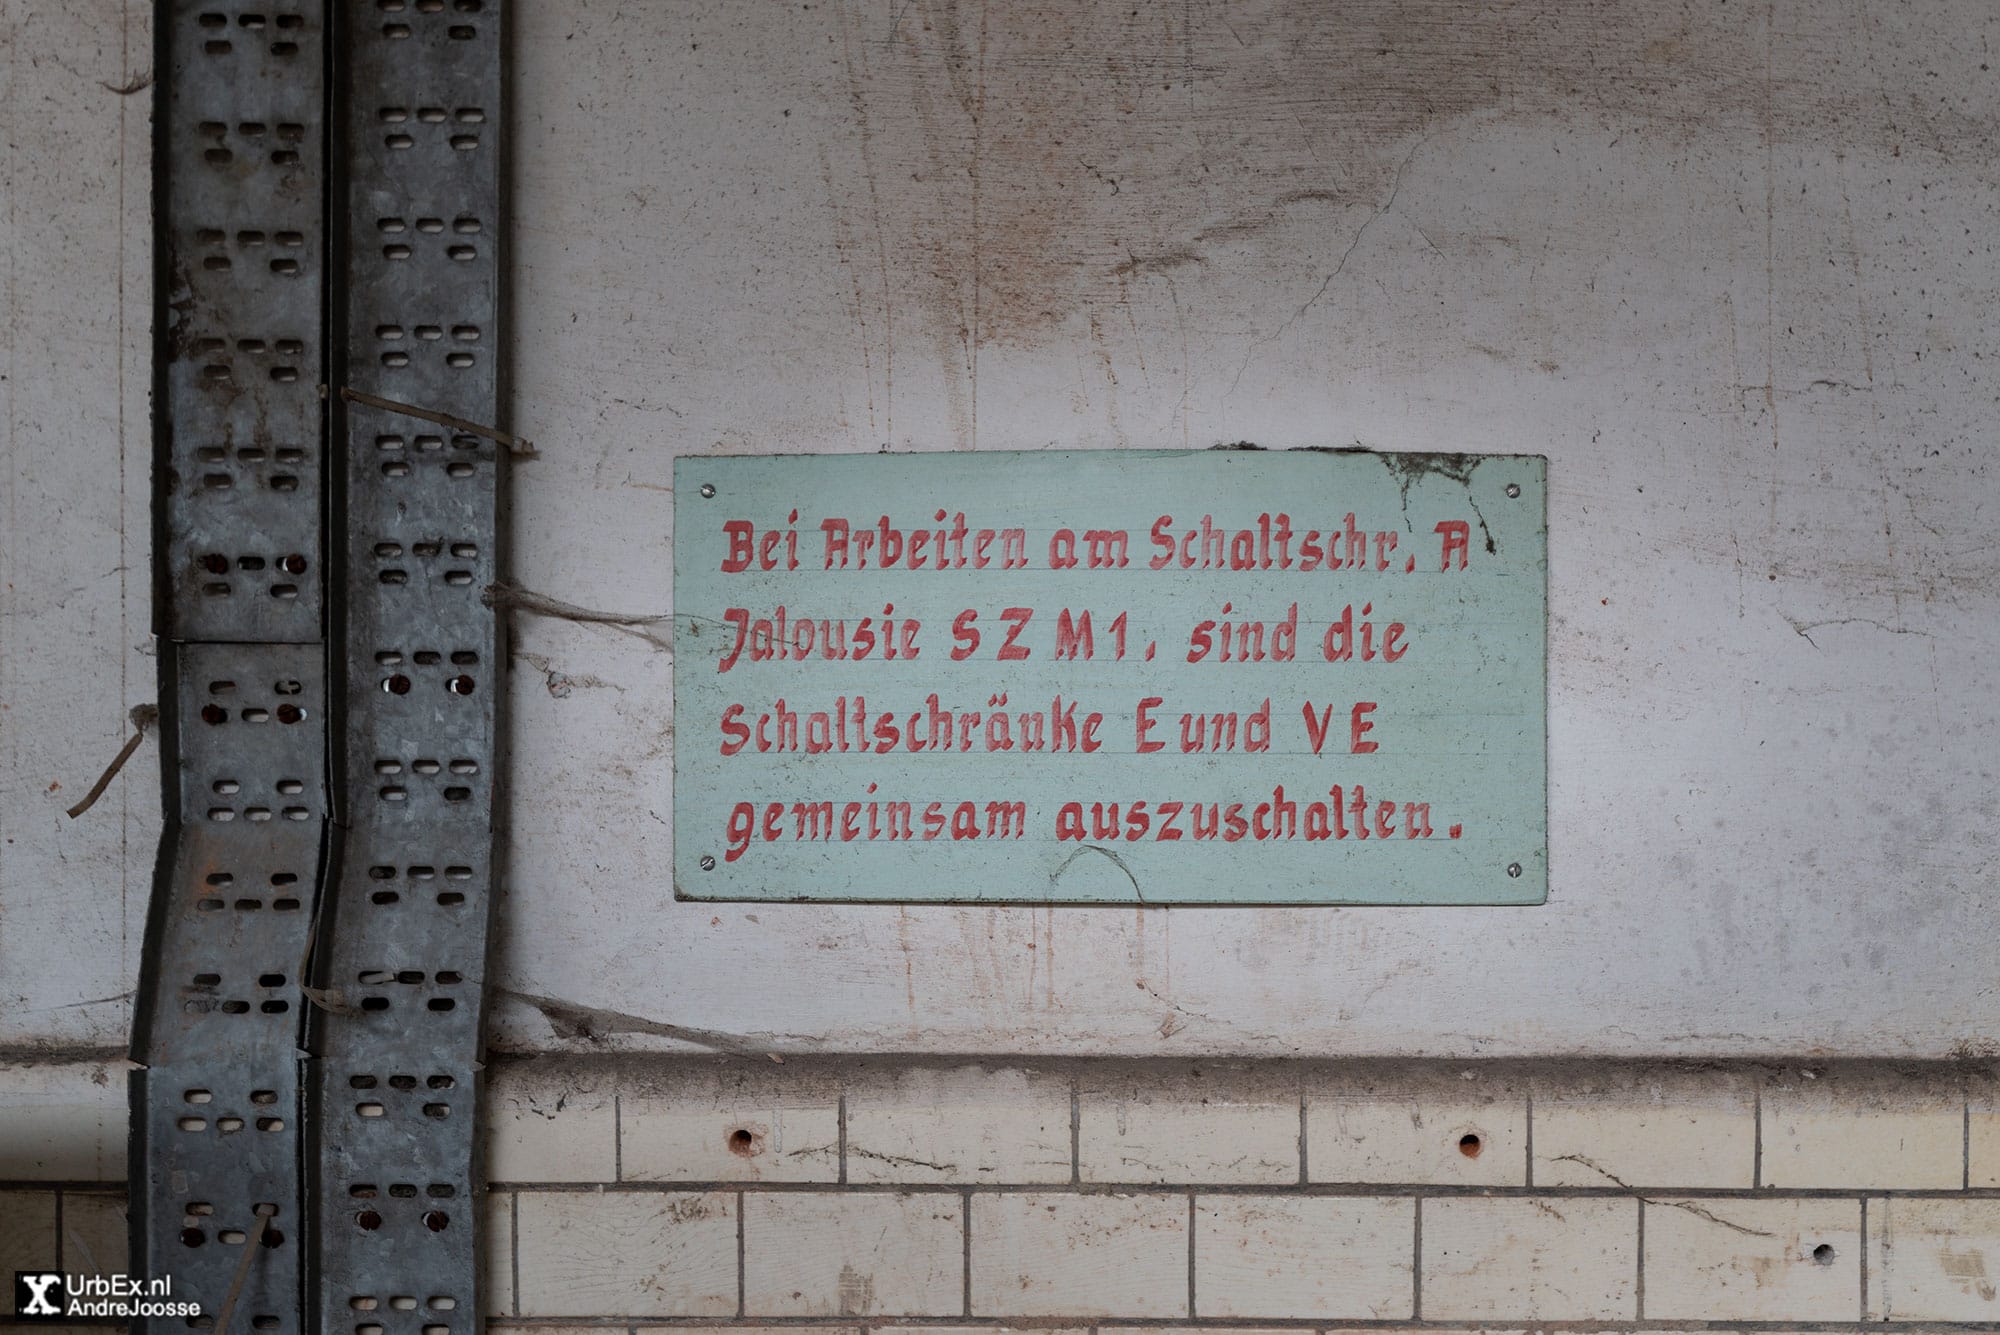 Bei Arbeiten am Schaltschr. A
Jalousie S Z M 1. sind die
Schaltschränke E und V E
gemeinsam auszuschalten.
X UrbEx.nl
AndreJoosse